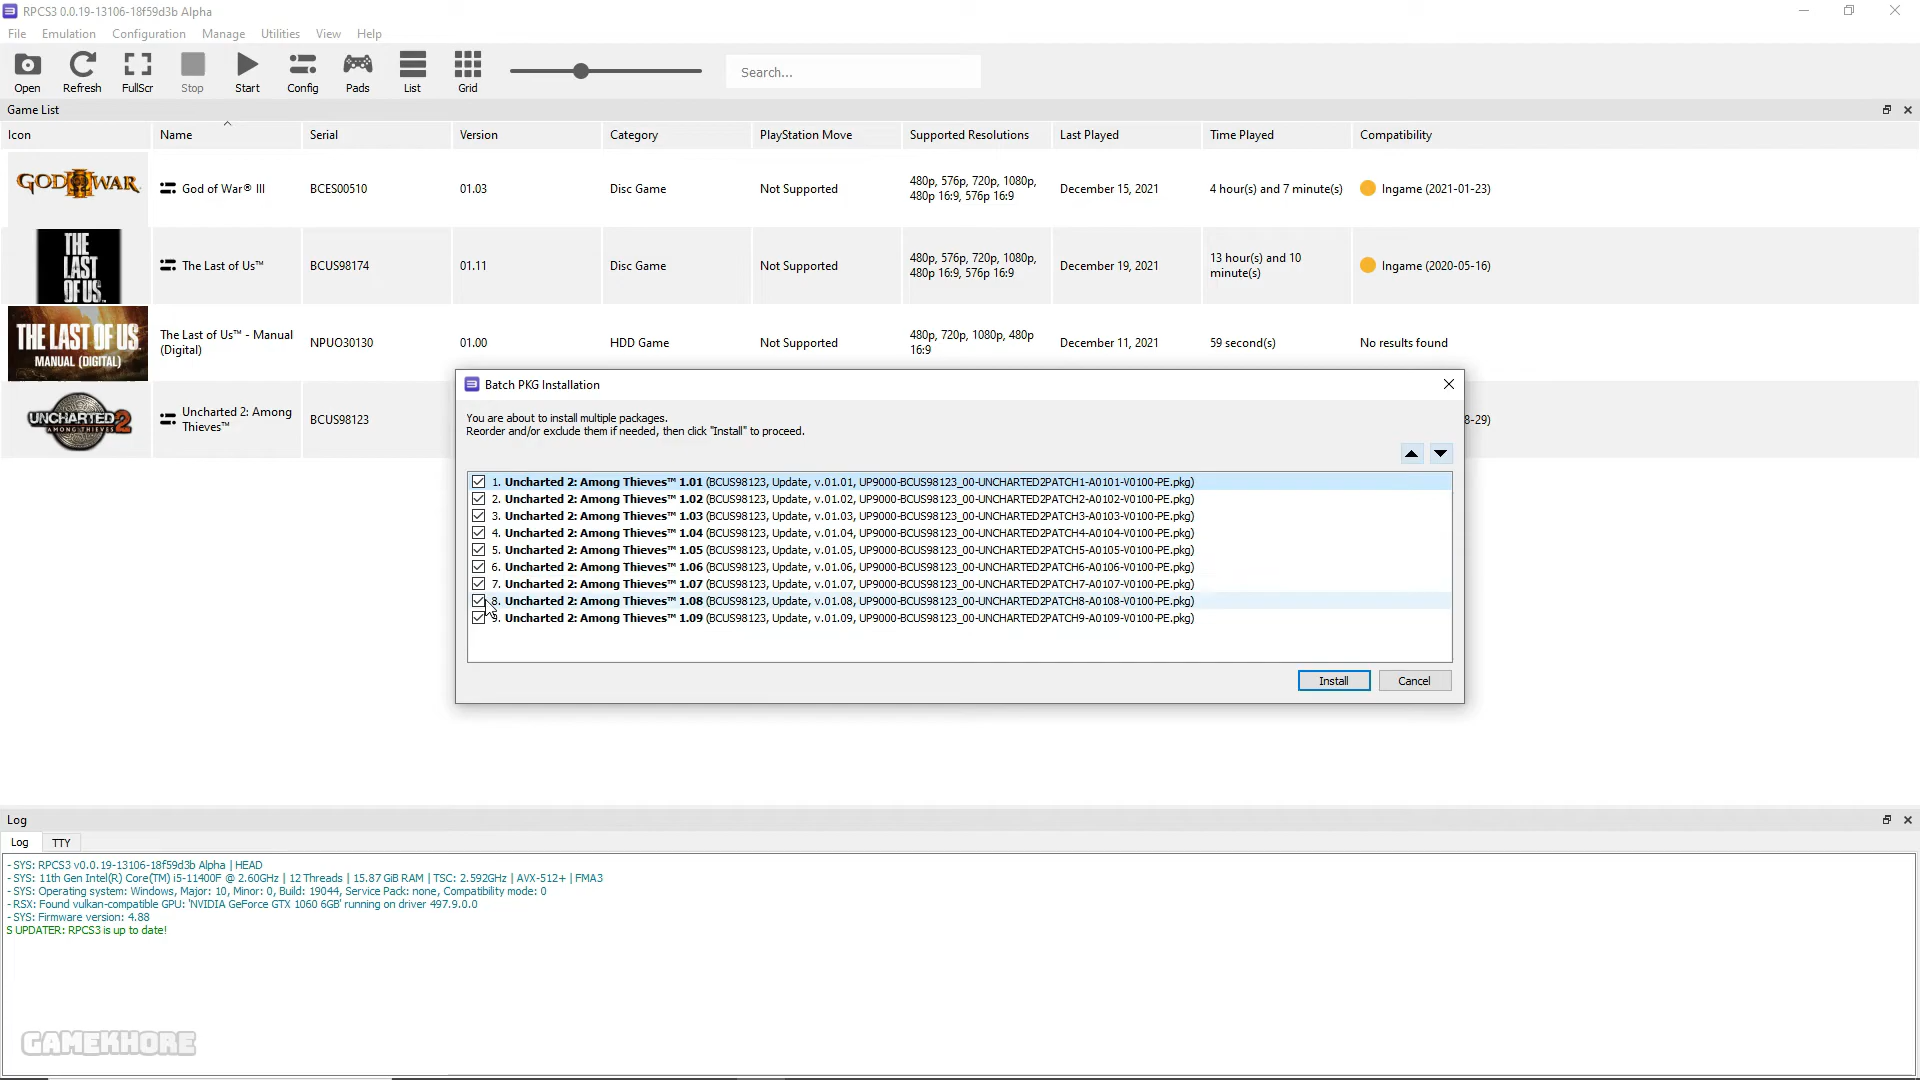 RPCS3 0.0.19-13106-18f59d3b Alpha
File Emulation Configuration Manage Utilities View Help
Open Refresh FullScr Stop Start Config Pads List Grid Search...
Game List
Icon Name Serial Version Category PlayStation Move Supported Resolutions Last Played Time Played Compatibility
GOD OF WAR God of War® III BCES00510 01.03 Disc Game Not Supported 480p, 576p, 720p, 1080p, December 15, 2021 4 hour(s) and 7 minute(s) Ingame (2021-01-23)
480p 16:9, 576p 16:9
THE
LAST
OF US
The Last of Us™ BCUS98174 01.11 Disc Game Not Supported 480p, 576p, 720p, 1080p, December 19, 2021 13 hour(s) and 10 Ingame (2020-05-16)
480p 16:9, 576p 16:9 minute(s)
THE LAST OF US
MANUAL (DIGITAL)
The Last of Us™ - Manual NPUO30130 01.00 HDD Game Not Supported 480p, 720p, 1080p, 480p December 11, 2021 59 second(s) No results found
(Digital) 16:9
UNCHARTED 2
AMONG THIEVES
Uncharted 2: Among BCUS98123 8-29)
Thieves™
Batch PKG Installation
You are about to install multiple packages.
Reorder and/or exclude them if needed, then click "Install" to proceed.
1. Uncharted 2: Among Thieves™ 1.01 (BCUS98123, Update, v.01.01, UP9000-BCUS98123_00-UNCHARTED2PATCH1-A0101-V0100-PE.pkg)
2. Uncharted 2: Among Thieves™ 1.02 (BCUS98123, Update, v.01.02, UP9000-BCUS98123_00-UNCHARTED2PATCH2-A0102-V0100-PE.pkg)
3. Uncharted 2: Among Thieves™ 1.03 (BCUS98123, Update, v.01.03, UP9000-BCUS98123_00-UNCHARTED2PATCH3-A0103-V0100-PE.pkg)
4. Uncharted 2: Among Thieves™ 1.04 (BCUS98123, Update, v.01.04, UP9000-BCUS98123_00-UNCHARTED2PATCH4-A0104-V0100-PE.pkg)
5. Uncharted 2: Among Thieves™ 1.05 (BCUS98123, Update, v.01.05, UP9000-BCUS98123_00-UNCHARTED2PATCH5-A0105-V0100-PE.pkg)
6. Uncharted 2: Among Thieves™ 1.06 (BCUS98123, Update, v.01.06, UP9000-BCUS98123_00-UNCHARTED2PATCH6-A0106-V0100-PE.pkg)
7. Uncharted 2: Among Thieves™ 1.07 (BCUS98123, Update, v.01.07, UP9000-BCUS98123_00-UNCHARTED2PATCH7-A0107-V0100-PE.pkg)
8. Uncharted 2: Among Thieves™ 1.08 (BCUS98123, Update, v.01.08, UP9000-BCUS98123_00-UNCHARTED2PATCH8-A0108-V0100-PE.pkg)
9. Uncharted 2: Among Thieves™ 1.09 (BCUS98123, Update, v.01.09, UP9000-BCUS98123_00-UNCHARTED2PATCH9-A0109-V0100-PE.pkg)
Install Cancel
Log
Log TTY
- SYS: RPCS3 v0.0.19-13106-18f59d3b Alpha | HEAD
- SYS: 11th Gen Intel(R) Core(TM) i5-11400F @ 2.60GHz | 12 Threads | 15.87 GiB RAM | TSC: 2.592GHz | AVX-512+ | FMA3
- SYS: Operating system: Windows, Major: 10, Minor: 0, Build: 19044, Service Pack: none, Compatibility mode: 0
- RSX: Found vulkan-compatible GPU: 'NVIDIA GeForce GTX 1060 6GB' running on driver 497.9.0.0
- SYS: Firmware version: 4.88
S UPDATER: RPCS3 is up to date!
GAMEKHORE